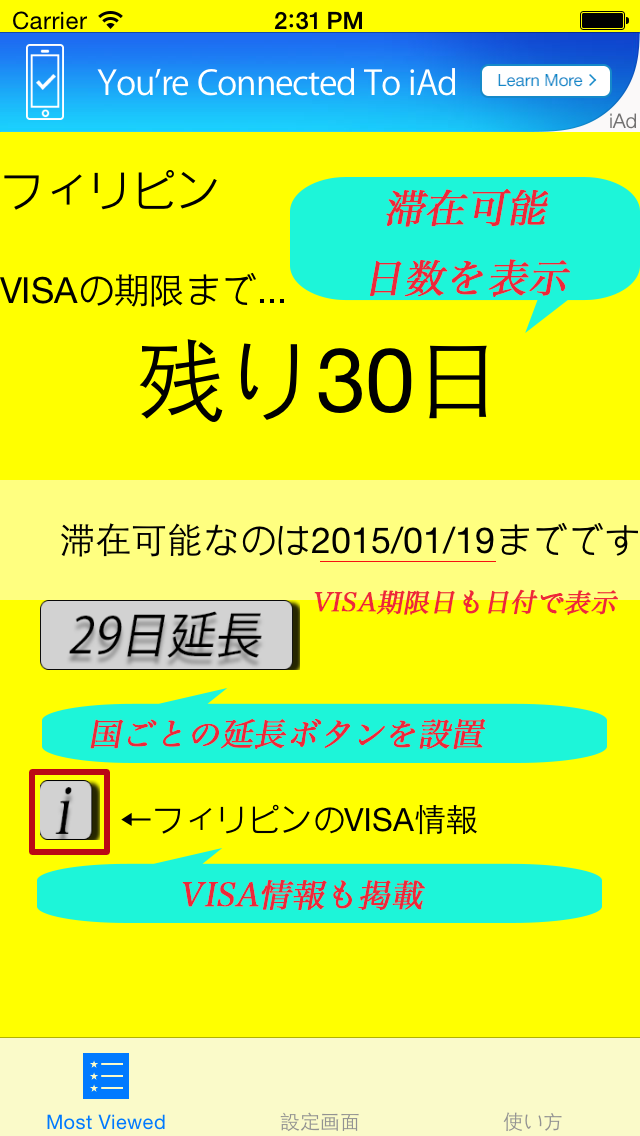 Carrier 2:31 PM
You're Connected To iAd
Learn More >
iAd
フィリピン
滞在可能
日数を表示
VISAの期限まで...
残り30日
滞在可能なのは2015/01/19までです
VISA期限日も日付で表示
29日延長
国ごとの延長ボタンを設置
i
←フィリピンのVISA情報
VISA情報も掲載
Most Viewed
設定画面
使い方